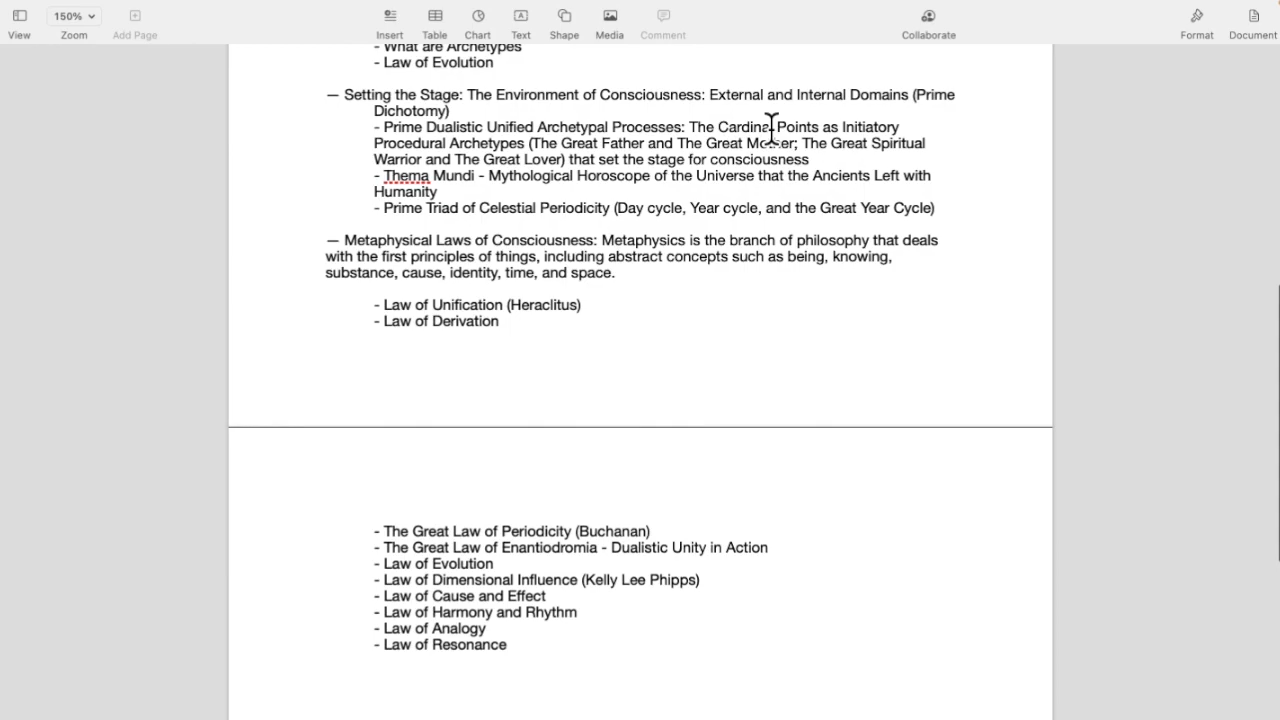 150%
View
Zoom
Add Page
Insert
Table
Chart
Text
Shape
Media
Comment
Collaborate
Format
Document
- What are Archetypes
- Law of Evolution
— Setting the Stage: The Environment of Consciousness: External and Internal Domains (Prime
Dichotomy)
- Prime Dualistic Unified Archetypal Processes: The Cardinal Points as Initiatory
Procedural Archetypes (The Great Father and The Great Mother; The Great Spiritual
Warrior and The Great Lover) that set the stage for consciousness
- Thema Mundi - Mythological Horoscope of the Universe that the Ancients Left with
Humanity
- Prime Triad of Celestial Periodicity (Day cycle, Year cycle, and the Great Year Cycle)
— Metaphysical Laws of Consciousness: Metaphysics is the branch of philosophy that deals
with the first principles of things, including abstract concepts such as being, knowing,
substance, cause, identity, time, and space.
- Law of Unification (Heraclitus)
- Law of Derivation
- The Great Law of Periodicity (Buchanan)
- The Great Law of Enantiodromia - Dualistic Unity in Action
- Law of Evolution
- Law of Dimensional Influence (Kelly Lee Phipps)
- Law of Cause and Effect
- Law of Harmony and Rhythm
- Law of Analogy
- Law of Resonance